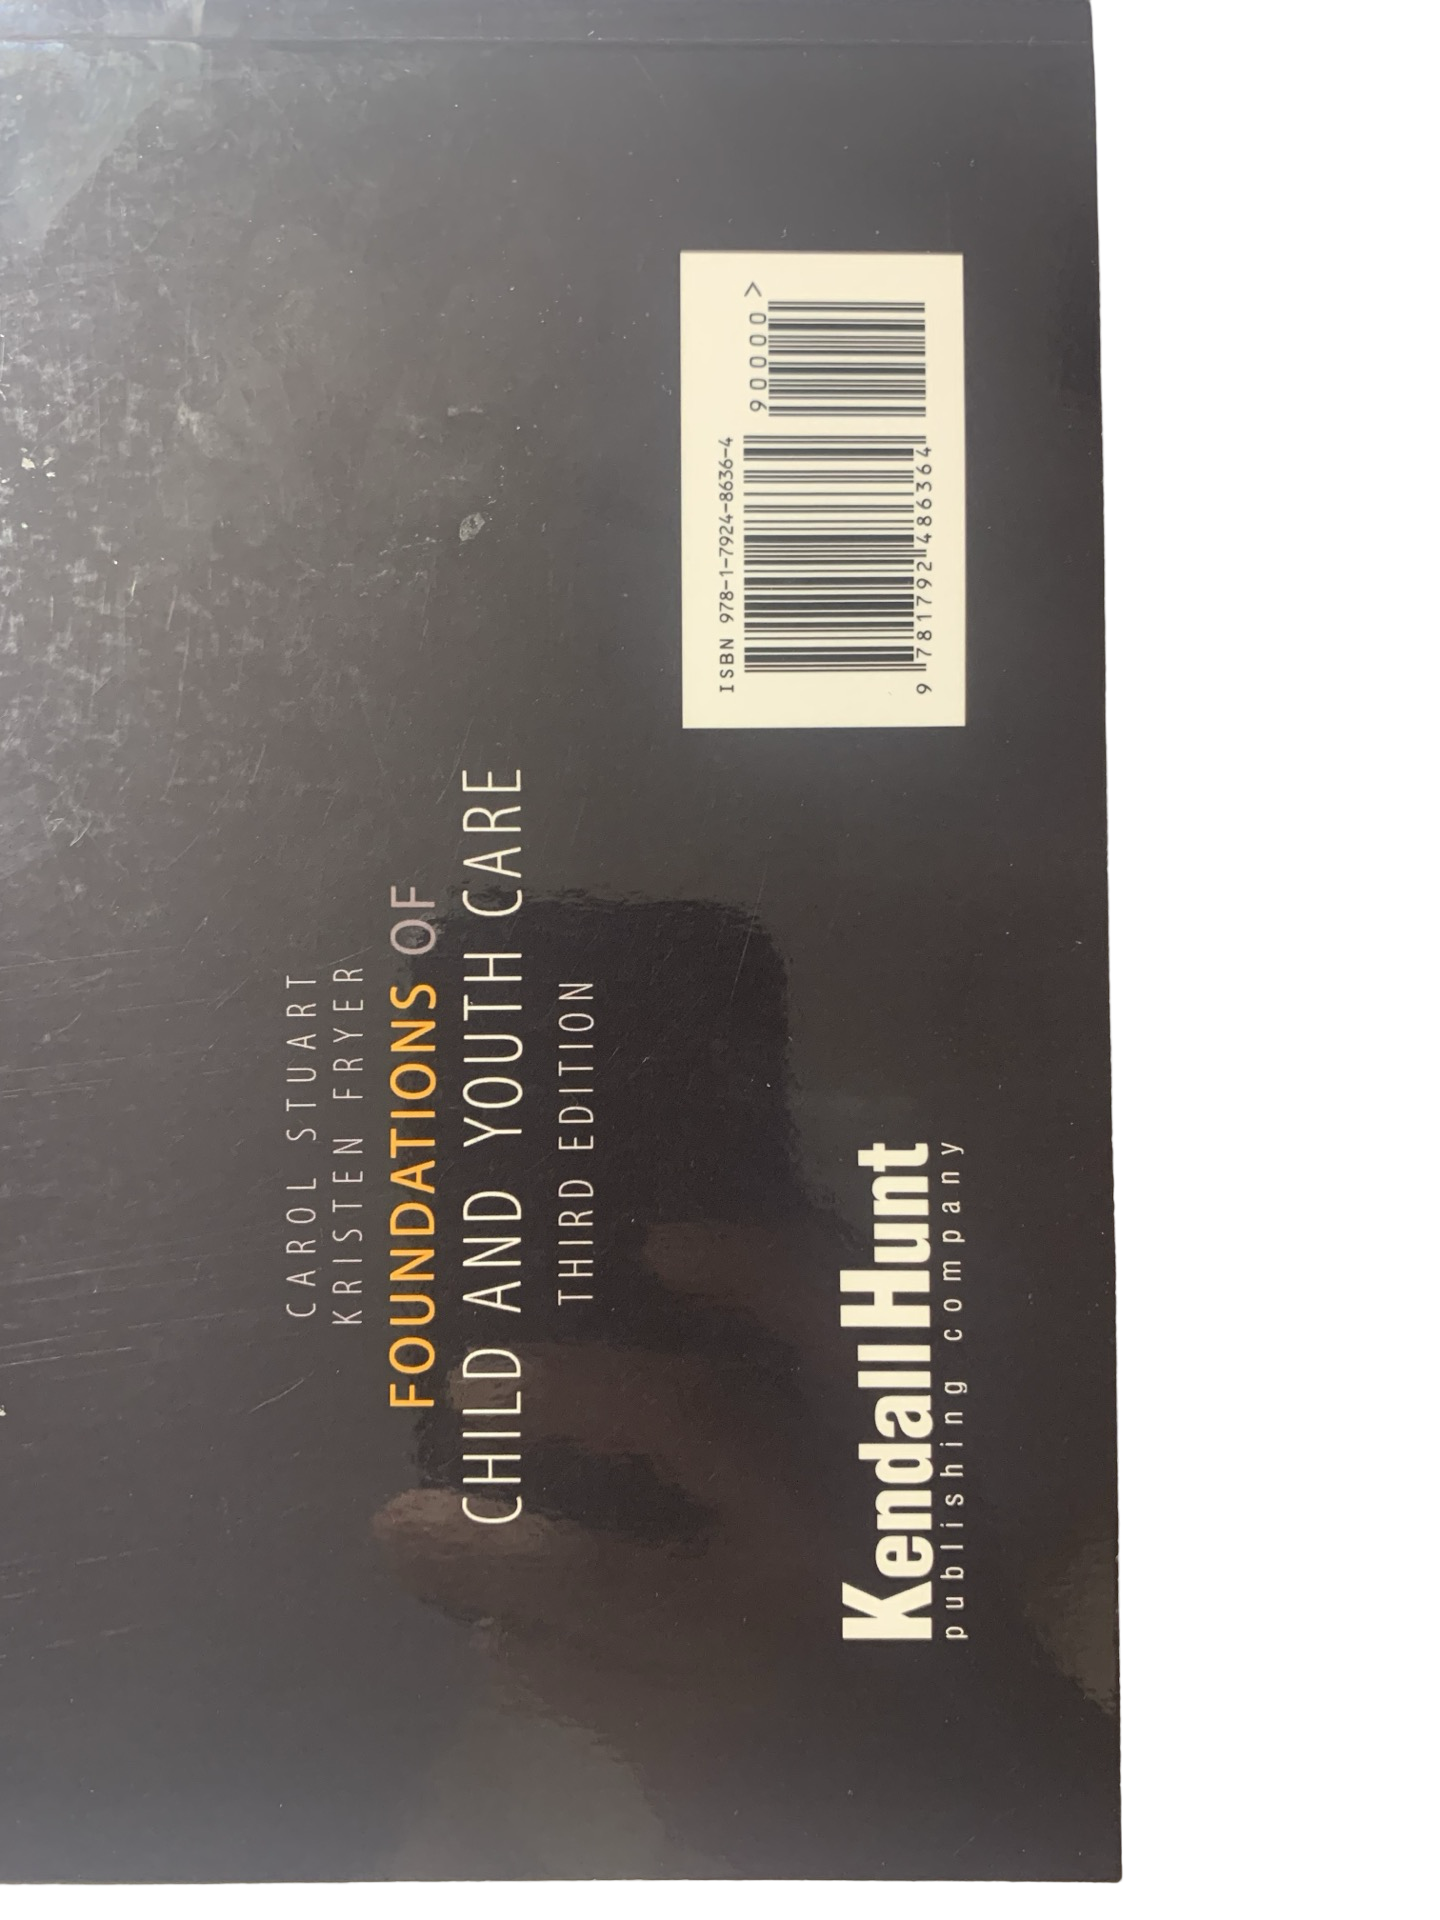 CAROL STUART
KRISTEN FRYER
FOUNDATIONS OF
CHILD AND YOUTH CARE
THIRD EDITION
Kendall Hunt
publishing company
ISBN 978-1-7924-8636-4
90000 >
9 781792 486364